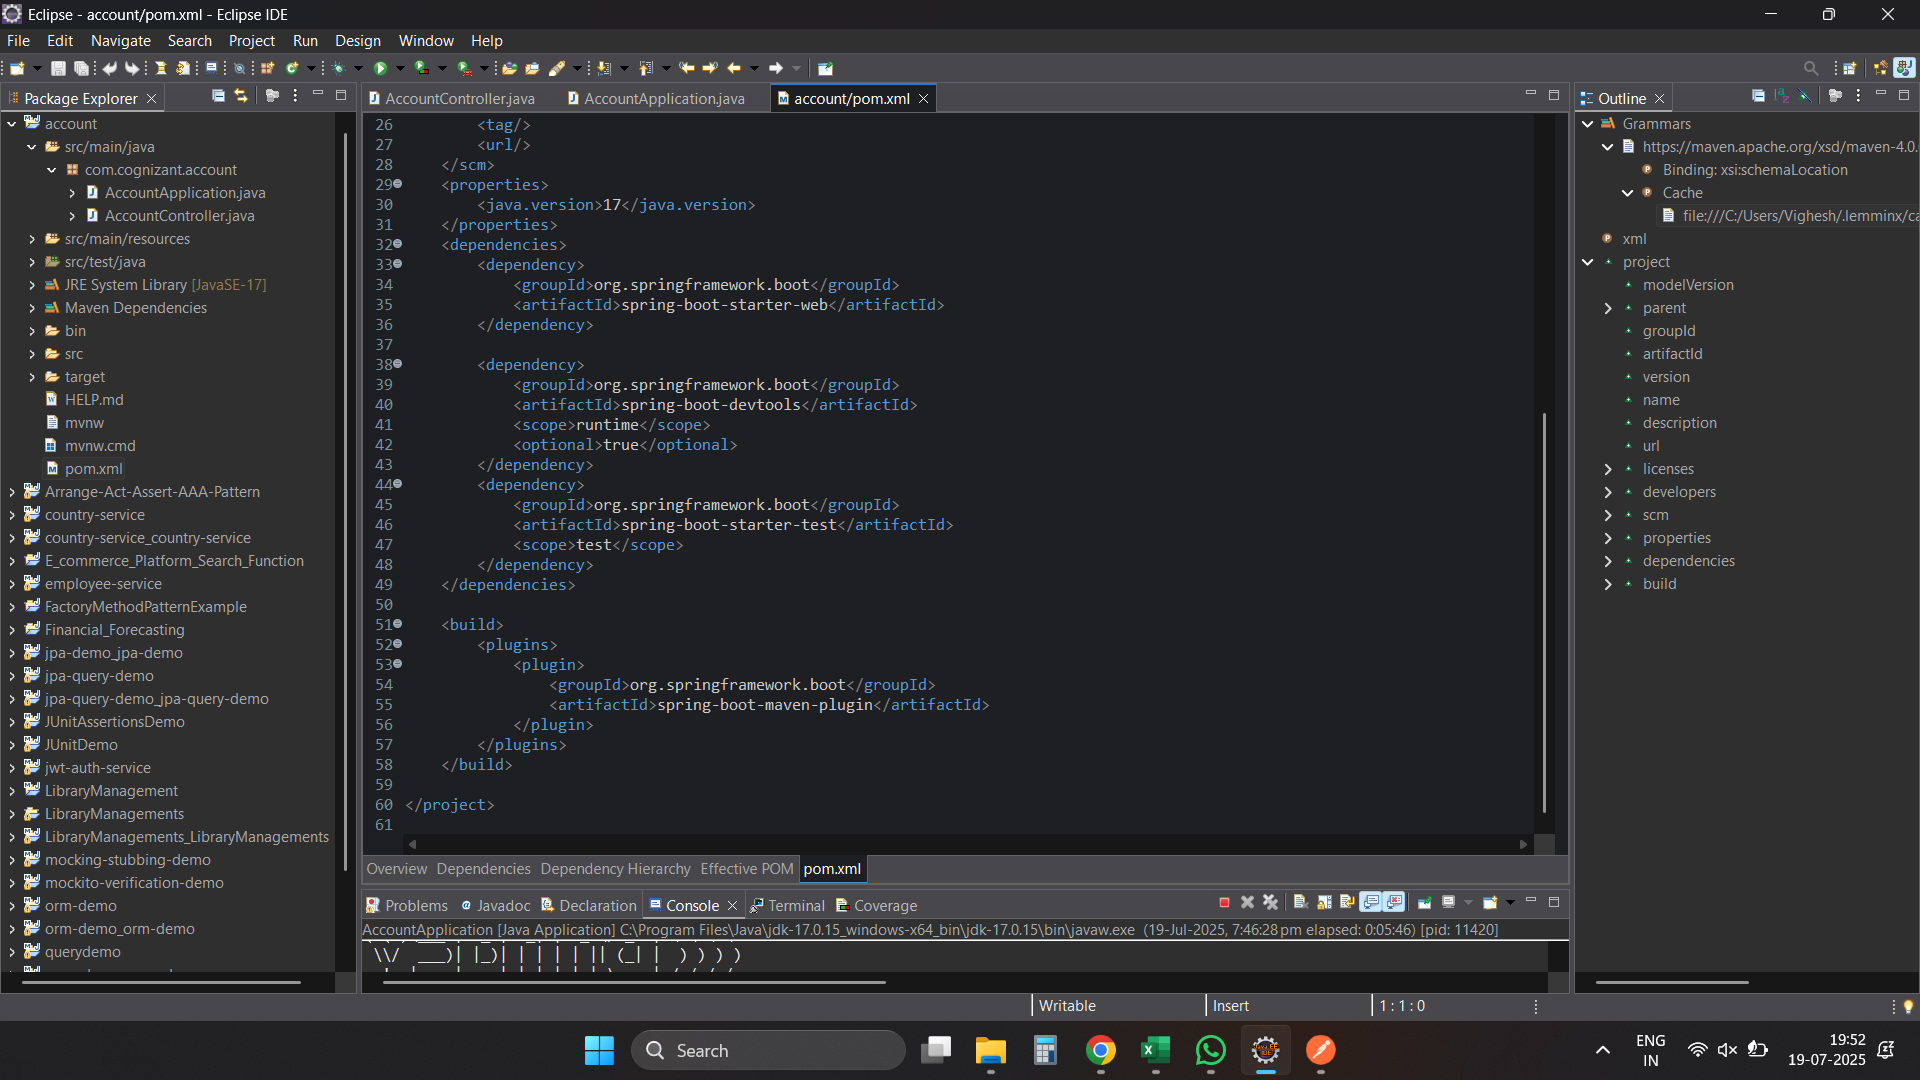 Eclipse - account/pom.xml - Eclipse IDE
File Edit Navigate Search Project Run Design Window Help
Package Explorer
account
src/main/java
com.cognizant.account
AccountApplication.java
AccountController.java
src/main/resources
src/test/java
JRE System Library [JavaSE-17]
Maven Dependencies
bin
src
target
HELP.md
mvnw
mvnw.cmd
pom.xml
Arrange-Act-Assert-AAA-Pattern
country-service
country-service_country-service
E_commerce_Platform_Search_Function
employee-service
FactoryMethodPatternExample
Financial_Forecasting
jpa-demo_jpa-demo
jpa-query-demo
jpa-query-demo_jpa-query-demo
JUnitAssertionsDemo
JUnitDemo
jwt-auth-service
LibraryManagement
LibraryManagements
LibraryManagements_LibraryManagements
mocking-stubbing-demo
mockito-verification-demo
orm-demo
orm-demo_orm-demo
querydemo
AccountController.java AccountApplication.java account/pom.xml
26 <tag/>
27 <url/>
28 </scm>
29 <properties>
30 <java.version>17</java.version>
31 </properties>
32 <dependencies>
33 <dependency>
34 <groupId>org.springframework.boot</groupId>
35 <artifactId>spring-boot-starter-web</artifactId>
36 </dependency>
37
38 <dependency>
39 <groupId>org.springframework.boot</groupId>
40 <artifactId>spring-boot-devtools</artifactId>
41 <scope>runtime</scope>
42 <optional>true</optional>
43 </dependency>
44 <dependency>
45 <groupId>org.springframework.boot</groupId>
46 <artifactId>spring-boot-starter-test</artifactId>
47 <scope>test</scope>
48 </dependency>
49 </dependencies>
50
51 <build>
52 <plugins>
53 <plugin>
54 <groupId>org.springframework.boot</groupId>
55 <artifactId>spring-boot-maven-plugin</artifactId>
56 </plugin>
57 </plugins>
58 </build>
59
60 </project>
61
Overview Dependencies Dependency Hierarchy Effective POM pom.xml
Problems Javadoc Declaration Console Terminal Coverage
AccountApplication [Java Application] C:\Program Files\Java\jdk-17.0.15_windows-x64_bin\jdk-17.0.15\bin\javaw.exe (19-Jul-2025, 7:46:28 pm elapsed: 0:05:46) [pid: 11420]
\\/ ___)| |_)| | | | | || (_| | ) ) ) )
Outline
Grammars
https://maven.apache.org/xsd/maven-4.0.
Binding: xsi:schemaLocation
Cache
file:///C:/Users/Vighesh/.lemminx/ca
xml
project
modelVersion
parent
groupId
artifactId
version
name
description
url
licenses
developers
scm
properties
dependencies
build
Writable Insert 1 : 1 : 0
Search
ENG
IN
19:52
19-07-2025